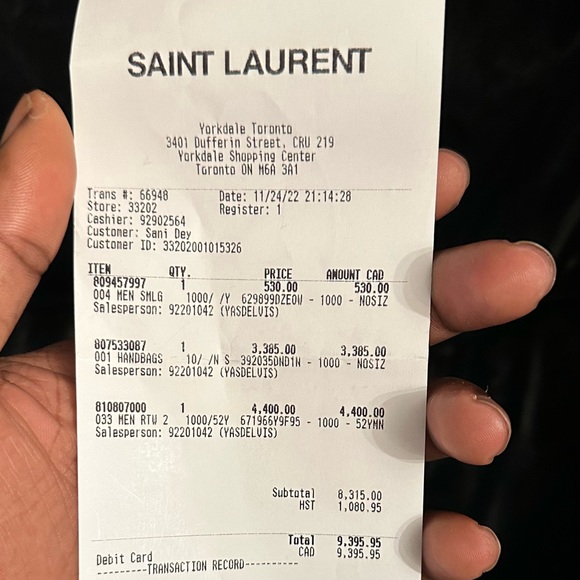 SAINT LAURENT
Yorkdale Toronto
3401 Dufferin Street, CRU 219
Yorkdale Shopping Center
Toronto ON M6A 3A1
Trans #: 66948 Date: 11/24/22 21:14:28
Store: 33202 Register: 1
Cashier: 92902564
Customer: Sani Dey
Customer ID: 33202001015326
ITEM QTY. PRICE AMOUNT CAD
809457997 1 530.00 530.00
004 MEN SMLG 1000/ /Y 629899DZE0W - 1000 - NOSIZ
Salesperson: 92201042 (YASDELVIS)
807533087 1 3,385.00 3,385.00
001 HANDBAGS 10/ /N S 392035OND1N - 1000 - NOSIZ
Salesperson: 92201042 (YASDELVIS)
810807000 1 4,400.00 4,400.00
033 MEN RTW 2 1000/52Y 671966Y9F95 - 1000 - 52YMN
Salesperson: 92201042 (YASDELVIS)
Subtotal 8,315.00
HST 1,080.95
Total 9.395.95
CAD 9.395.95
Debit Card
---------TRANSACTION RECORD----------